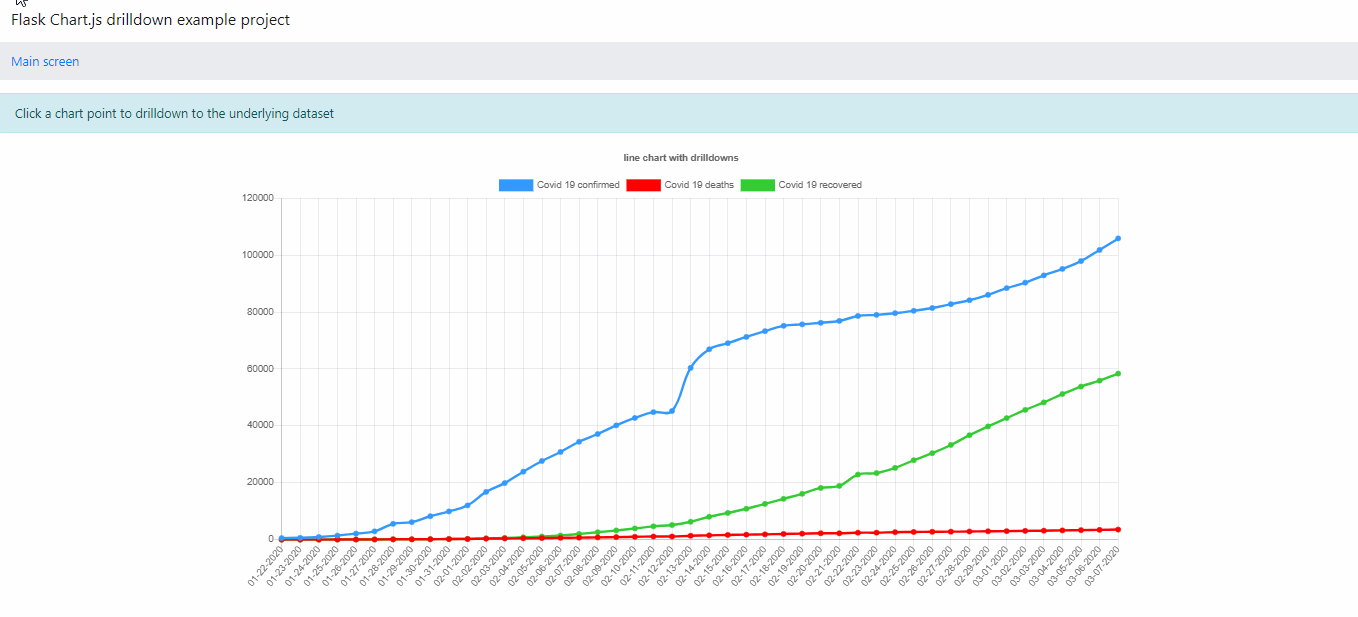 Flask Chart.js drilldown example project
Main screen
Click a chart point to drilldown to the underlying dataset
line chart with drilldowns
Covid 19 confirmed Covid 19 deaths Covid 19 recovered
120000
100000
80000
60000
40000
20000
0
01-22-2020 01-23-2020 01-24-2020 01-25-2020 01-26-2020 01-27-2020 01-28-2020 01-29-2020 01-30-2020 01-31-2020 02-01-2020 02-02-2020 02-03-2020 02-04-2020 02-05-2020 02-06-2020 02-07-2020 02-08-2020 02-09-2020 02-10-2020 02-11-2020 02-12-2020 02-13-2020 02-14-2020 02-15-2020 02-16-2020 02-17-2020 02-18-2020 02-19-2020 02-20-2020 02-21-2020 02-22-2020 02-23-2020 02-24-2020 02-25-2020 02-26-2020 02-27-2020 02-28-2020 02-29-2020 03-01-2020 03-02-2020 03-03-2020 03-04-2020 03-05-2020 03-06-2020 03-07-2020